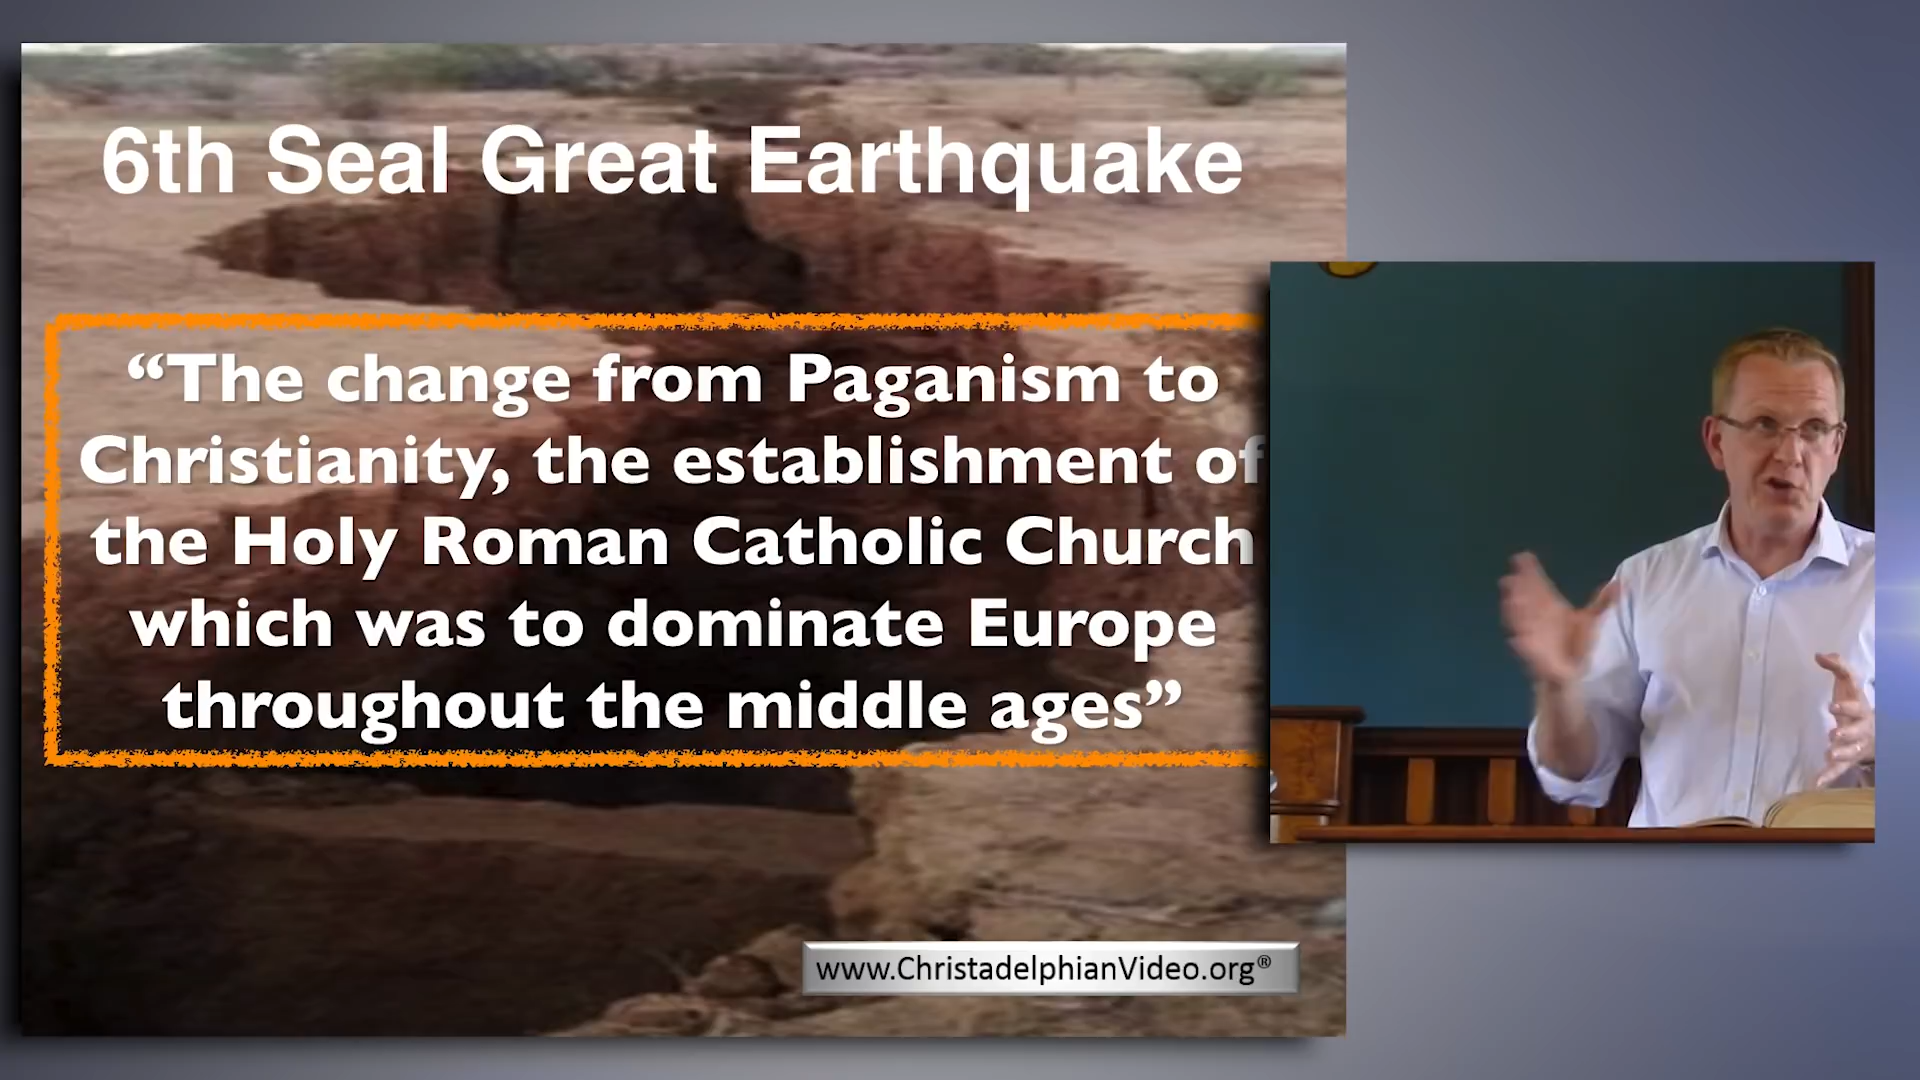 6th Seal Great Earthquake
“The change from Paganism to
Christianity, the establishment of
the Holy Roman Catholic Church
which was to dominate Europe
throughout the middle ages”
www.ChristadelphianVideo.org®